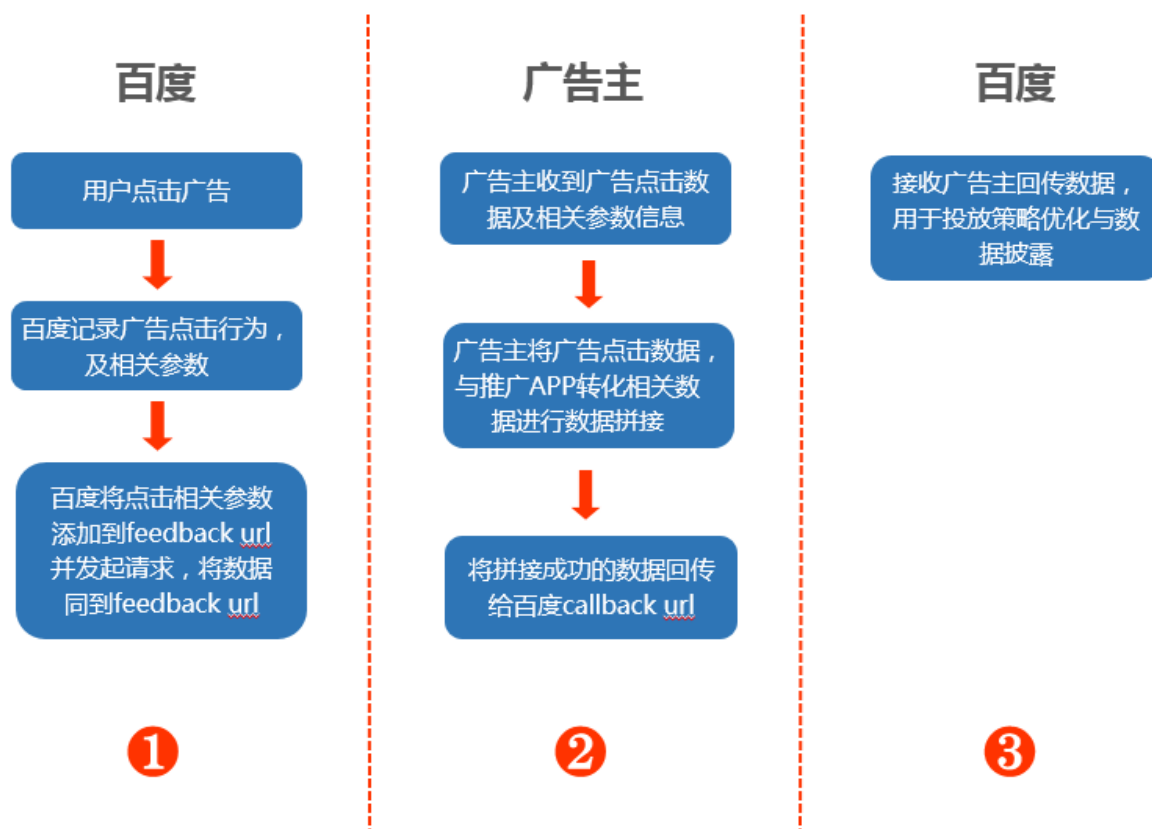 百度
用户点击广告
百度记录广告点击行为，
及相关参数
百度将点击相关参数
添加到feedback url
并发起请求，将数据
同到feedback url
1
广告主
广告主收到广告点击数
据及相关参数信息
广告主将广告点击数据，
与推广APP转化相关数
据进行数据拼接
将拼接成功的数据回传
给百度callback url
2
百度
接收广告主回传数据，
用于投放策略优化与数
据披露
3